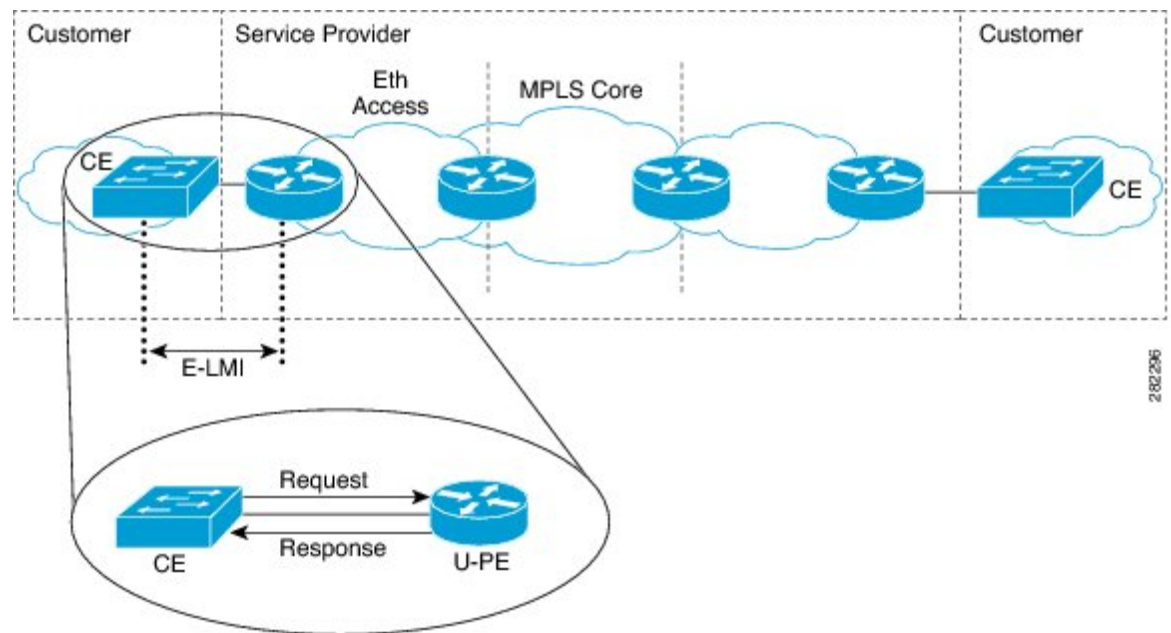 Customer
Service Provider
Customer
Eth
Access
MPLS Core
CE
CE
E-LMI
282296
Request
Response
CE
U-PE